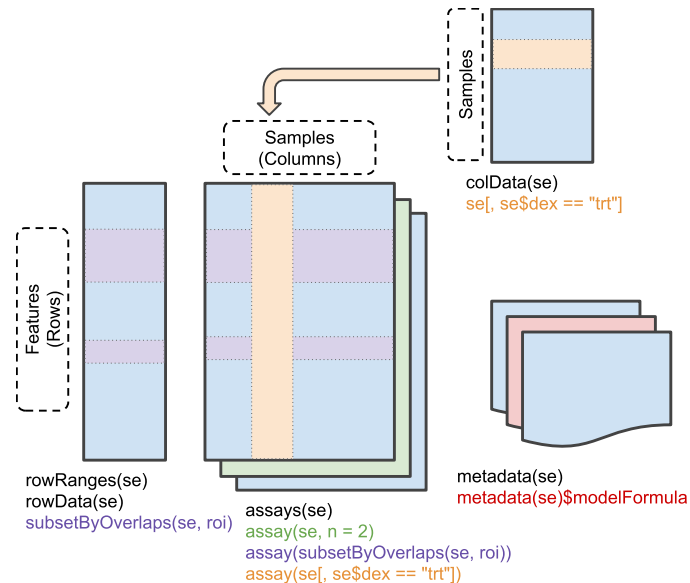 Samples
colData(se)
se[, se$dex == "trt"]
Samples
(Columns)
Features
(Rows)
rowRanges(se)
rowData(se)
subsetByOverlaps(se, roi)
assays(se)
assay(se, n = 2)
assay(subsetByOverlaps(se, roi))
assay(se[, se$dex == "trt"])
metadata(se)
metadata(se)$modelFormula